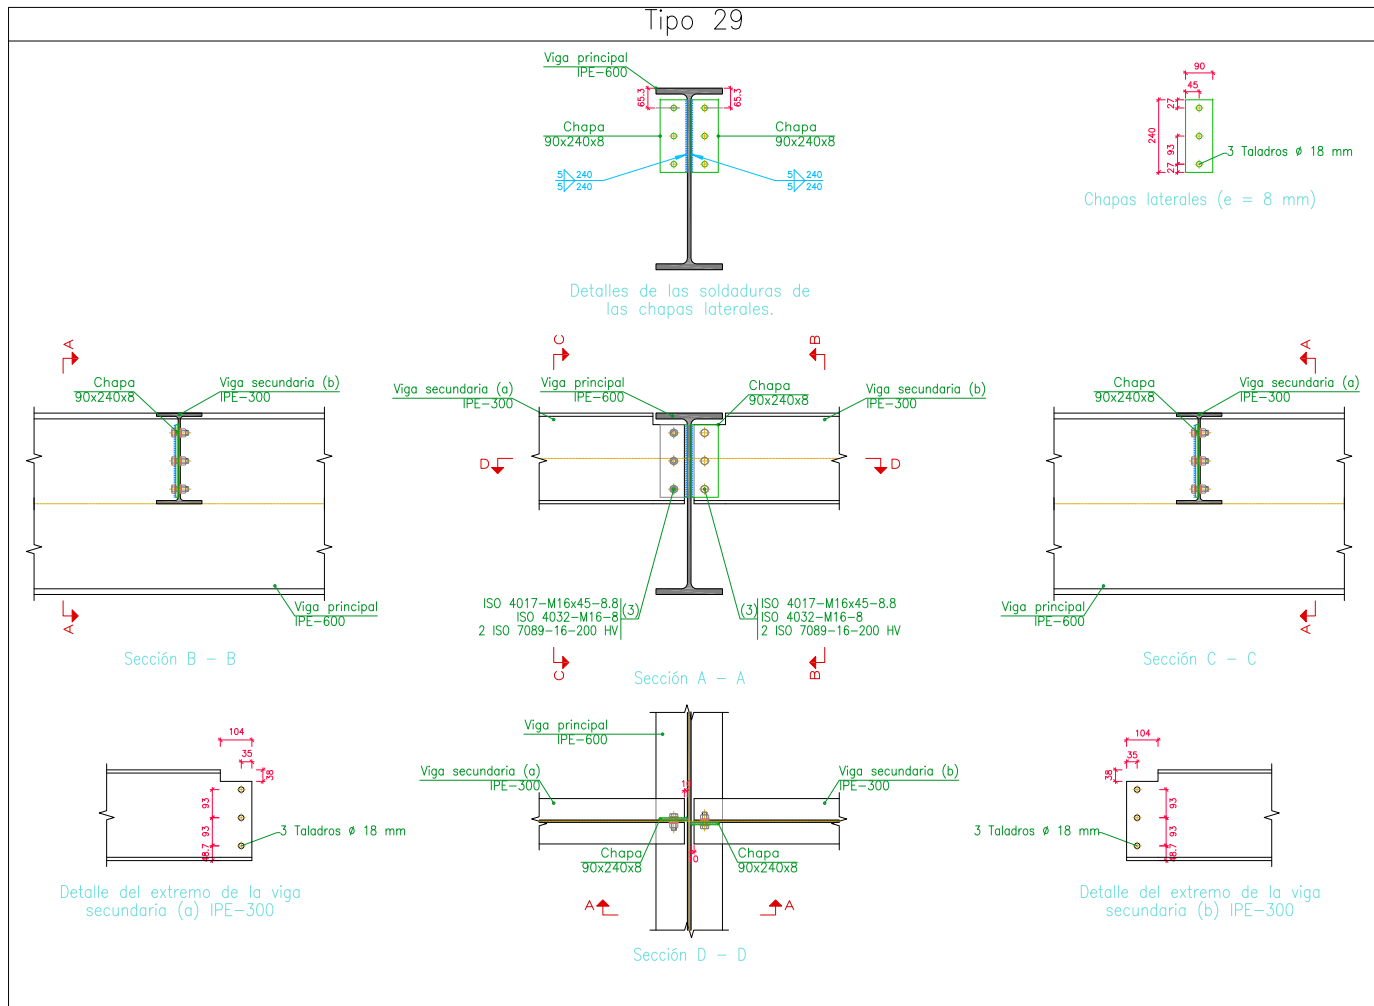 Tipo 29
Viga principal
IPE-600
65.3
65.3
Chapa
90x240x8
Chapa
90x240x8
5 240
5 240
5 240
5 240
Detalles de las soldaduras de
las chapas laterales.
90
45
27
240
93
27
3 Taladros ø 18 mm
Chapas laterales (e = 8 mm)
A
Chapa
90x240x8
Viga secundaria (b)
IPE-300
Viga principal
IPE-600
A
Sección B - B
C
B
Viga secundaria (a)
IPE-300
Viga principal
IPE-600
Chapa
90x240x8
Viga secundaria (b)
IPE-300
D
D
ISO 4017-M16x45-8.8
ISO 4032-M16-8
2 ISO 7089-16-200 HV
(3)
(3)
ISO 4017-M16x45-8.8
ISO 4032-M16-8
2 ISO 7089-16-200 HV
C
B
Sección A - A
A
Chapa
90x240x8
Viga secundaria (a)
IPE-300
Viga principal
IPE-600
A
Sección C - C
104
35
38
93
93
48.7
3 Taladros ø 18 mm
Detalle del extremo de la viga
secundaria (a) IPE-300
Viga principal
IPE-600
Viga secundaria (a)
IPE-300
Viga secundaria (b)
IPE-300
Chapa
90x240x8
Chapa
90x240x8
A
A
Sección D - D
104
35
38
93
93
48.7
3 Taladros ø 18 mm
Detalle del extremo de la viga
secundaria (b) IPE-300